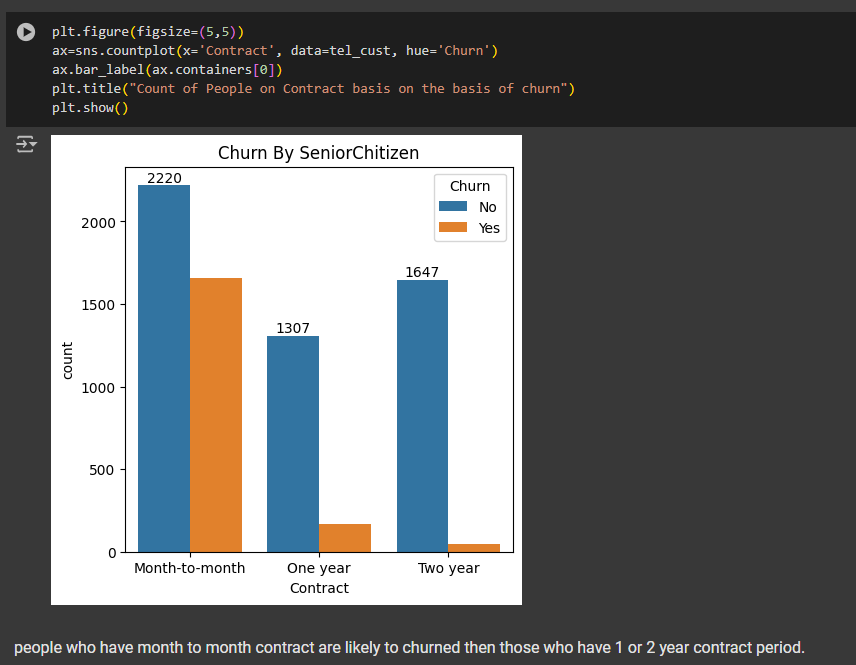 plt.figure(figsize=(5,5))
ax=sns.countplot(x='Contract', data=tel_cust, hue='Churn')
ax.bar_label(ax.containers[0])
plt.title("Count of People on Contract basis on the basis of churn")
plt.show()
Churn By SeniorChitizen
2220
Churn
No
Yes
2000
1647
1500
1307
count
1000
500
0
Month-to-month One year Two year
Contract
people who have month to month contract are likely to churned then those who have 1 or 2 year contract period.